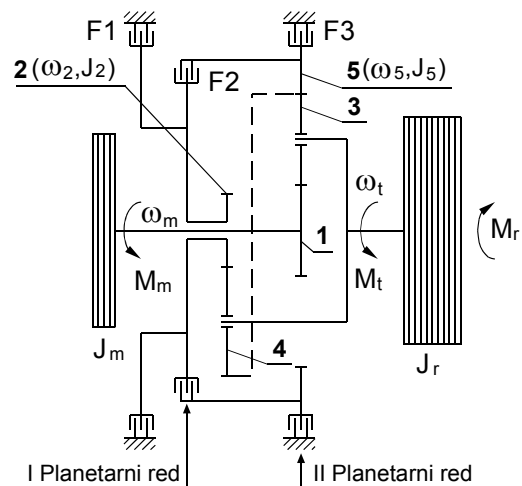 F1
F3
2 (ω2,J2)
F2
5(ω5,J5)
3
ωm
ωt
Mm
1
Mt
Mr
Jm
4
Jr
I Planetarni red
II Planetarni red